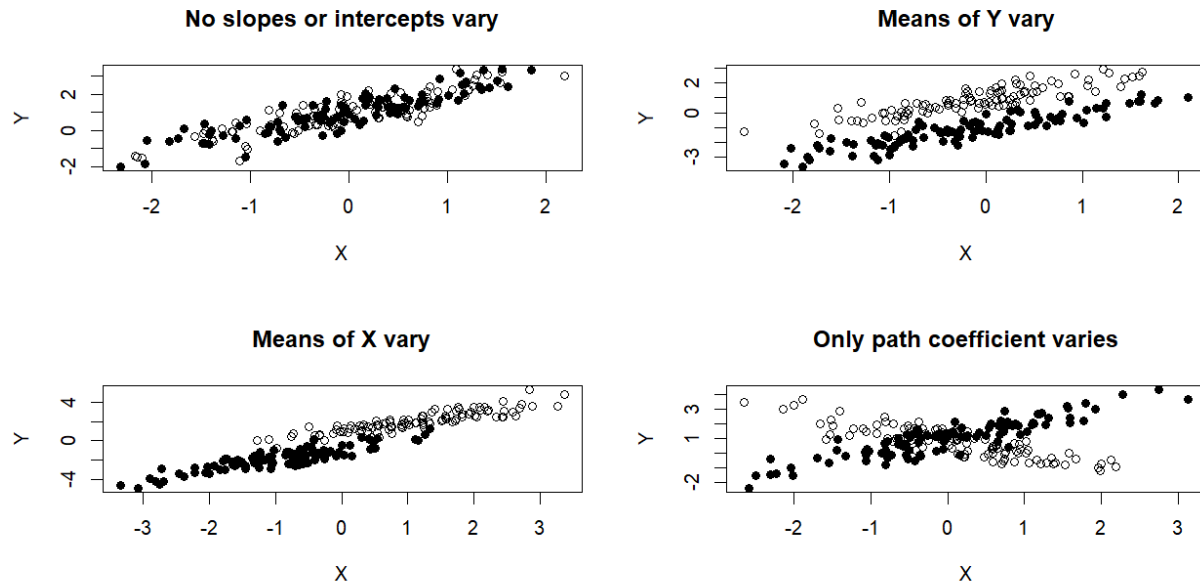 No slopes or intercepts vary
Y
2
0
-2
-2
-1
0
1
2
X
Means of Y vary
Y
2
0
-3
-2
-1
0
1
2
X
Means of X vary
Y
4
0
-4
-3
-2
-1
0
1
2
3
X
Only path coefficient varies
Y
3
1
-2
-2
-1
0
1
2
3
X